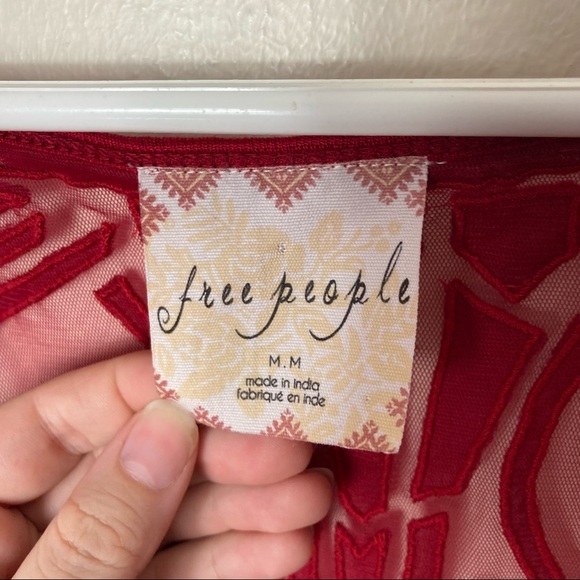 free people
M.M
made in India
fabriqué en inde